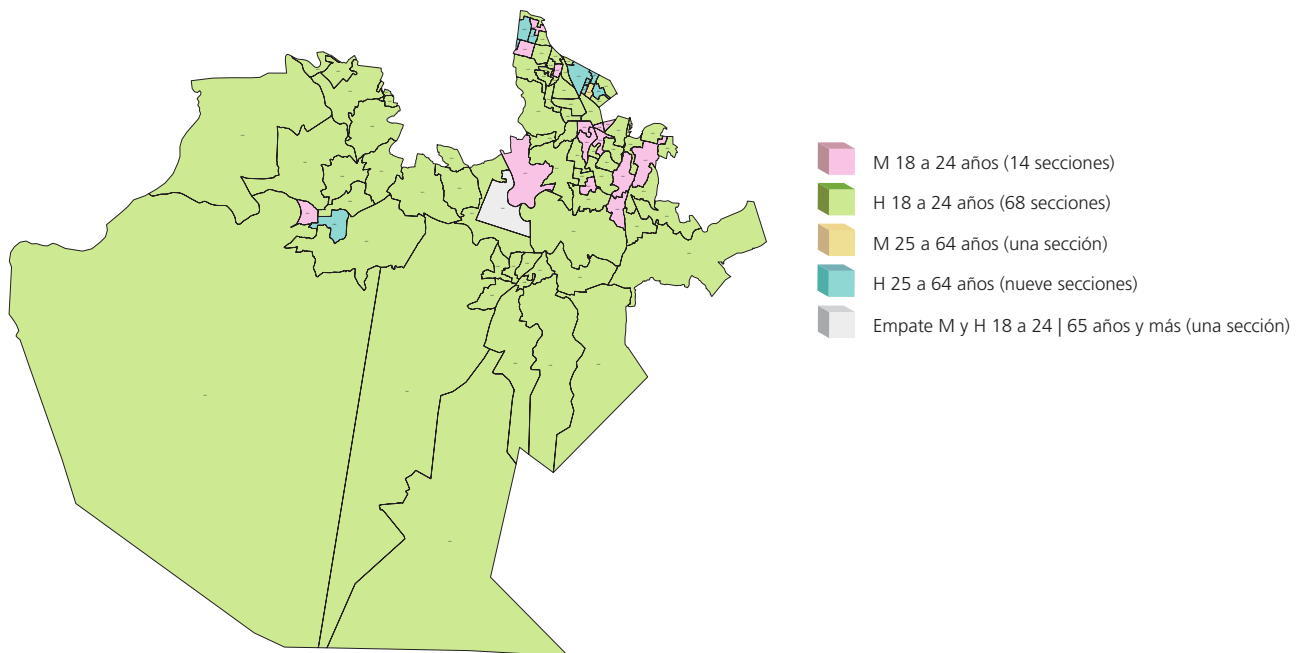 M 18 a 24 años (14 secciones)
H 18 a 24 años (68 secciones)
M 25 a 64 años (una sección)
H 25 a 64 años (nueve secciones)
Empate M y H 18 a 24 | 65 años y más (una sección)